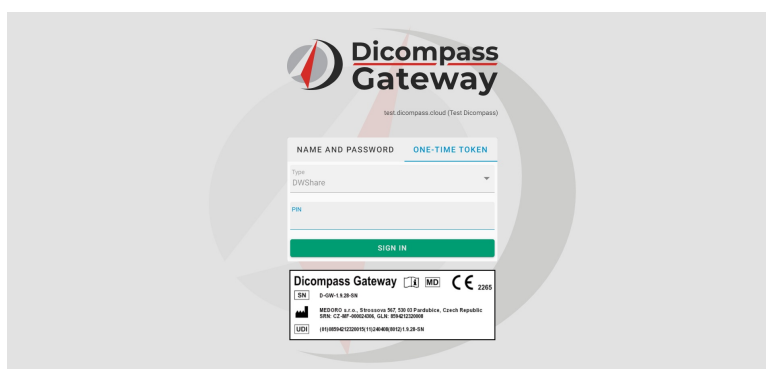 Dicompass
Gateway
test.dicompass.cloud (Test Dicompass)
NAME AND PASSWORD ONE-TIME TOKEN
Type
DWShare
PIN
SIGN IN
Dicompass Gateway MD CE 2265
SN D-GW-1.9.28-SN
MEDORO s.r.o., Strossova 567, 530 03 Pardubice, Czech Republic
SRN: CZ-MF-000024306, GLN: 8594212320008
UDI (01)08594212320015(11)240408(8012)1.9.28-SN